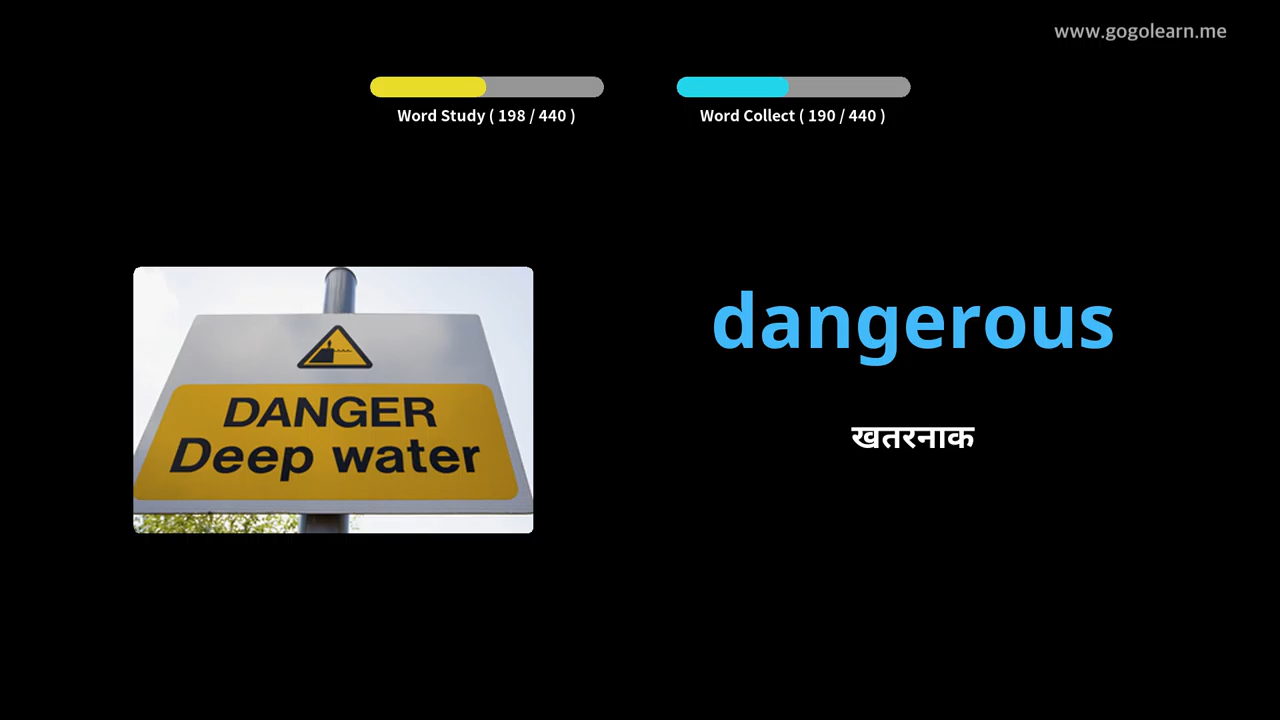 www.gogolearn.me
Word Study ( 198 / 440 )
Word Collect ( 190 / 440 )
DANGER
Deep water
dangerous
खतरनाक